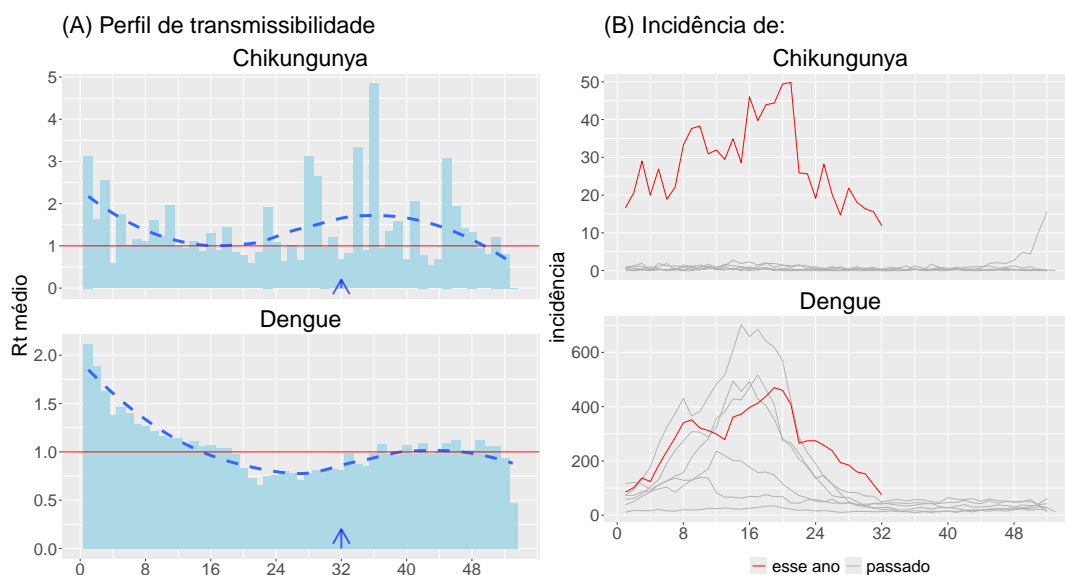 (A) Perfil de transmissibilidade
Chikungunya
5
4
3
2
1
0
Dengue
2.0
1.5
1.0
0.5
0.0
0 8 16 24 32 40 48
Rt médio
(B) Incidência de:
Chikungunya
50
40
30
20
10
0
Dengue
600
400
200
0
0 8 16 24 32 40 48
incidência
esse ano passado